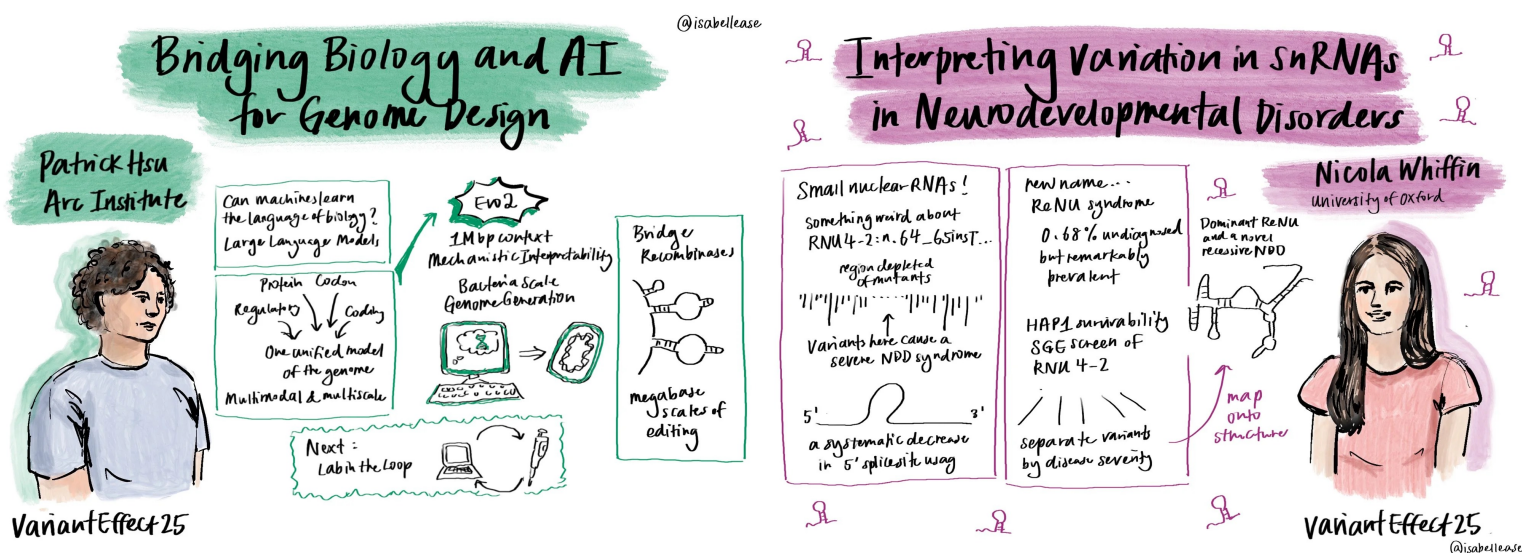 @isabellease
Bridging Biology and AI
for Genome Design
Patrick Hsu
Arc Institute
Can machines learn
the language of biology?
Large Language Models
Protein Codon
Regulatory
Coding
One unified model
of the genome
Multimodal & multiscale
Evo2
1Mbp context
Mechanistic Interpretability
Bacteria Scale
Genome Generation
Bridge
Recombinases
megabase
scales of
editing
Next:
Lab in the Loop
VariantEffect25
Interpreting Variation in snRNAs
in Neurodevelopmental Disorders
Nicola Whiffin
University of Oxford
Small nuclear RNAs!
Something weird about
RNU4-2:n.64_65insT...
region depleted
of mutants
Variants here cause a
severe NDD syndrome
5' 3'
a systematic decrease
in 5' splicesite usag
new name...
ReNU syndrome
0.68% undiagnosed
but remarkably
prevalent
HAP1 survivability
SGE screen of
RNU4-2
separate variants
by disease severity
Dominant ReNU
and a novel
recessive NDD
map
onto
structure
VariantEffect25
@isabellease